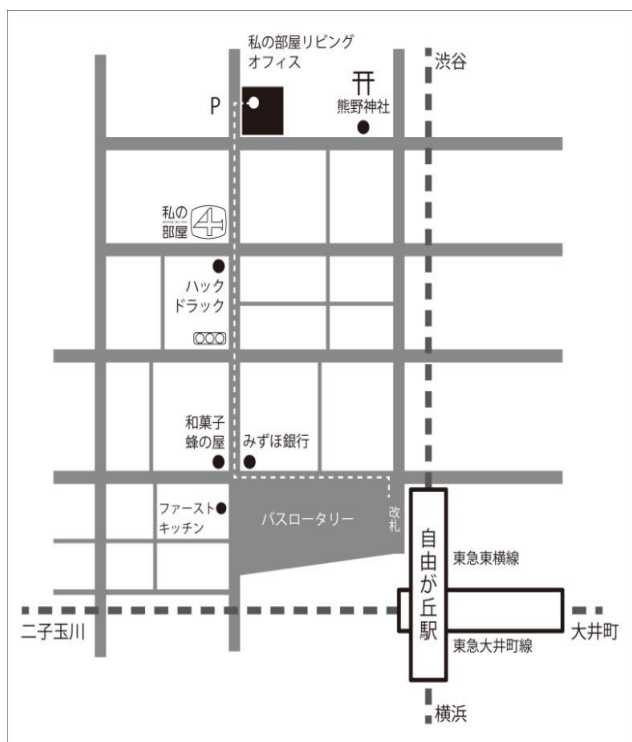 私の部屋リビング
オフィス
渋谷
P
熊野神社
私の
部屋
ハック
ドラック
和菓子
蜂の屋
みずほ銀行
ファースト
キッチン
バスロータリー
改札
自由が丘駅
東急東横線
二子玉川
大井町
東急大井町線
横浜